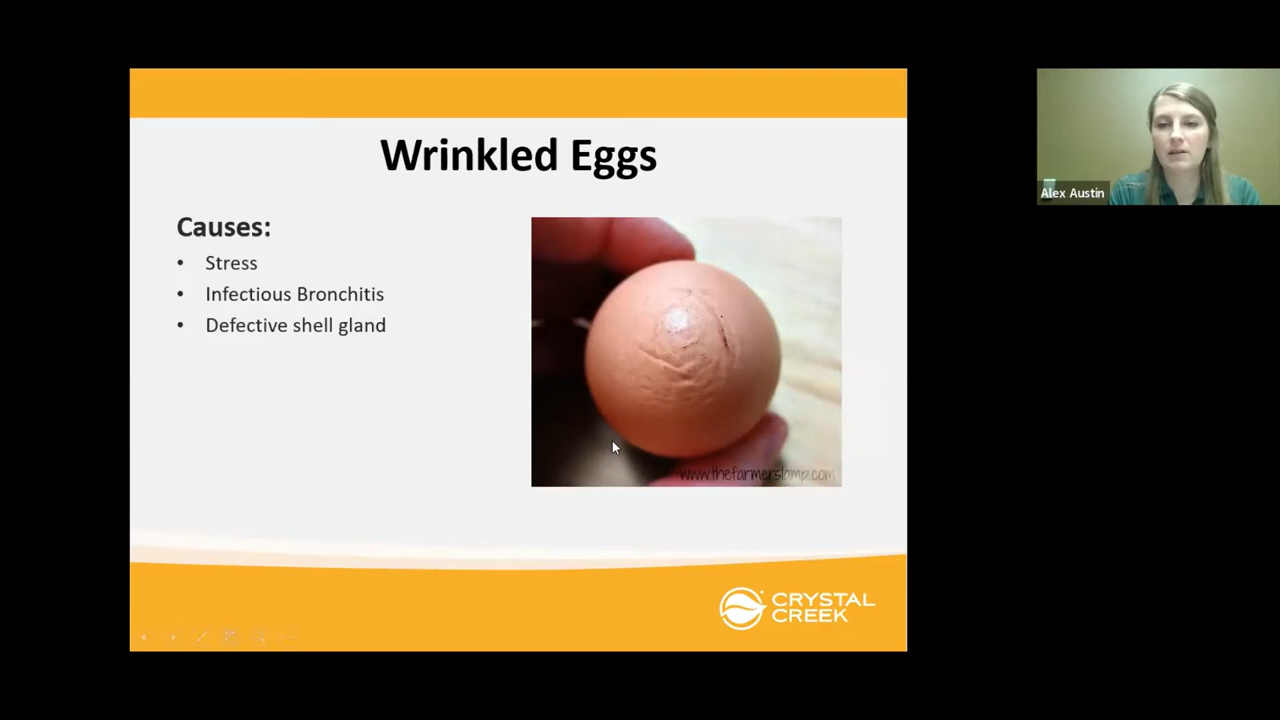 Wrinkled Eggs
Causes:
• Stress
• Infectious Bronchitis
• Defective shell gland
www.thefarmerslamp.com
CRYSTAL
CREEK
Alex Austin